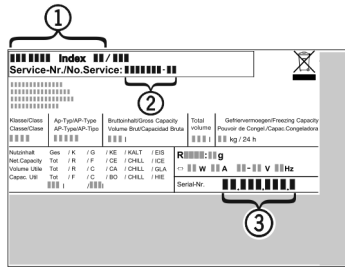 1
Index /
Service-Nr./No.Service: -
2
Klasse/Class Ap-Typ/AP-Type Bruttoinhalt/Gross Capacity Total Gefriervermoegen/Freezing Capacity
Classe/Clase AP-Type/AP-Tipo Volume Brut/Capacidad Bruta volume Pouvoir de Congel./Capac.Congeladora
l l kg / 24 h
Nutzinhalt Ges / K / G / KE / KALT / EIS
Net.Capacity Tot / R / F / CE / CHILL / ICE
Volume Utile Tot / R / C / CA / CHILL / GLA
Capac. Util Tot / F / C / BO / CHILL / HIE
l / l
R : g
W A - V Hz
Serial-Nr. . . .
3